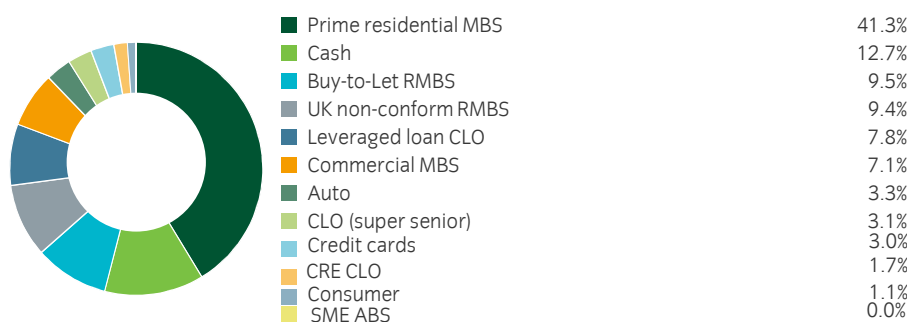 Prime residential MBS 41.3%
Cash 12.7%
Buy-to-Let RMBS 9.5%
UK non-conform RMBS 9.4%
Leveraged loan CLO 7.8%
Commercial MBS 7.1%
Auto 3.3%
CLO (super senior) 3.1%
Credit cards 3.0%
CRE CLO 1.7%
Consumer 1.1%
SME ABS 0.0%